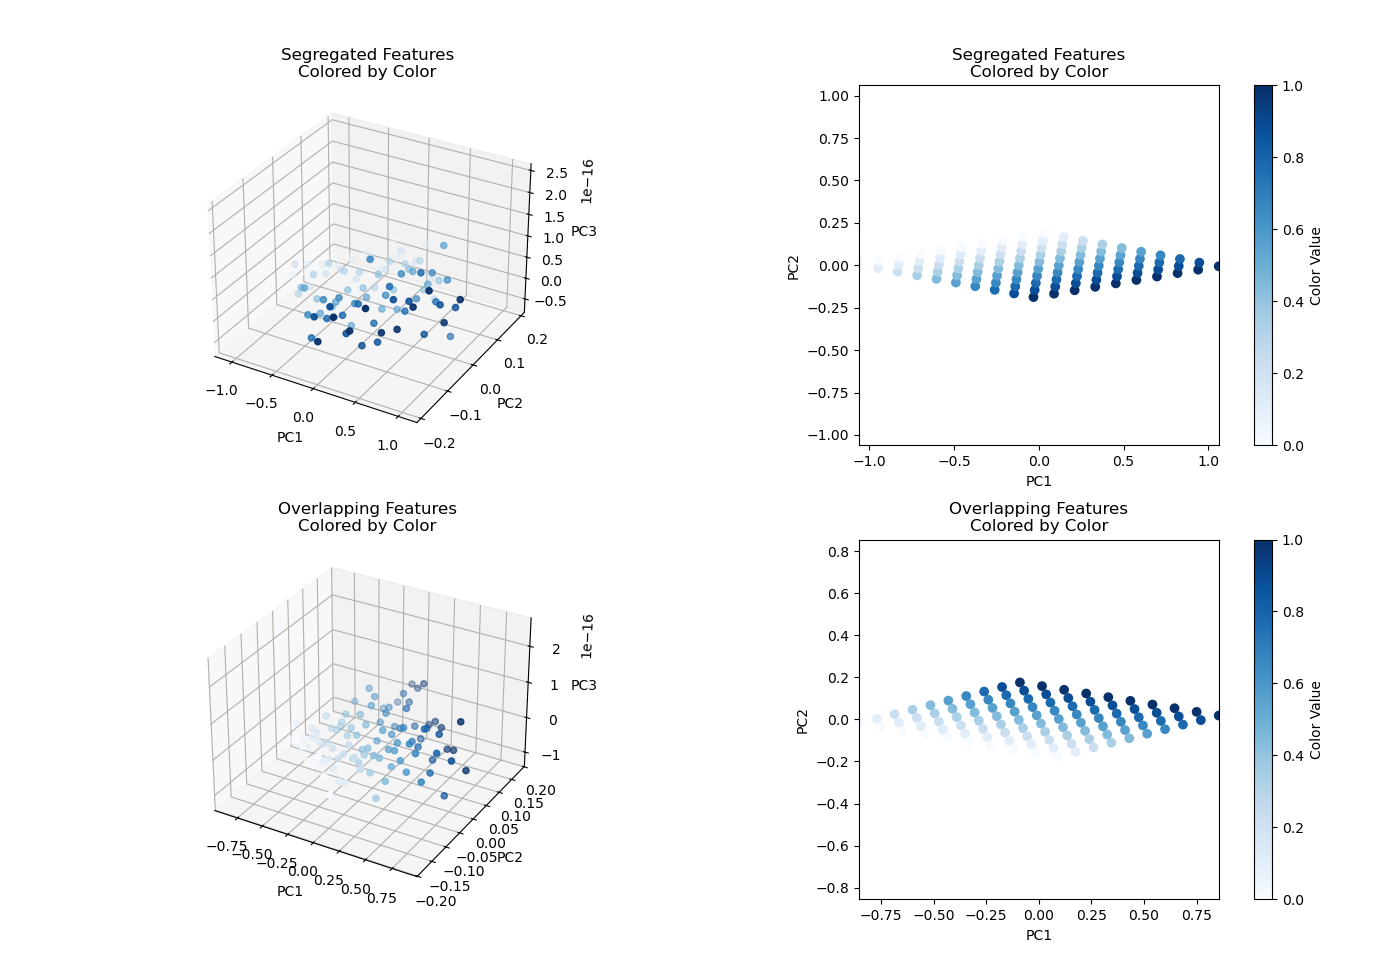 Segregated Features
Colored by Color
2.5
2.0
1.5
1.0
0.5
0.0
−0.5
1e−16
PC3
0.2
0.1
0.0
−0.1
−0.2
PC2
−1.0
−0.5
0.0
0.5
1.0
PC1
Segregated Features
Colored by Color
1.00
0.75
0.50
0.25
0.00
−0.25
−0.50
−0.75
−1.00
PC2
−1.0 −0.5 0.0 0.5 1.0
PC1
1.0
0.8
0.6
0.4
0.2
0.0
Color Value
Overlapping Features
Colored by Color
2
1
0
−1
1e−16
PC3
0.20
0.15
0.10
0.05
0.00
−0.05
−0.10
−0.15
−0.20
PC2
−0.75
−0.50
−0.25
0.00
0.25
0.50
0.75
PC1
Overlapping Features
Colored by Color
0.8
0.6
0.4
0.2
0.0
−0.2
−0.4
−0.6
−0.8
PC2
−0.75 −0.50 −0.25 0.00 0.25 0.50 0.75
PC1
1.0
0.8
0.6
0.4
0.2
0.0
Color Value